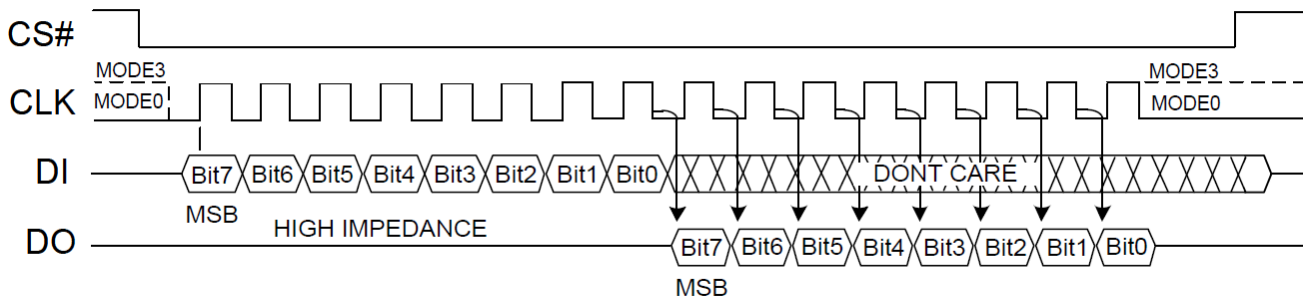 CS#
MODE3 MODE3
CLK MODE0 MODE0
DI Bit7 Bit6 Bit5 Bit4 Bit3 Bit2 Bit1 Bit0 DONT CARE
MSB
HIGH IMPEDANCE
DO Bit7 Bit6 Bit5 Bit4 Bit3 Bit2 Bit1 Bit0
MSB